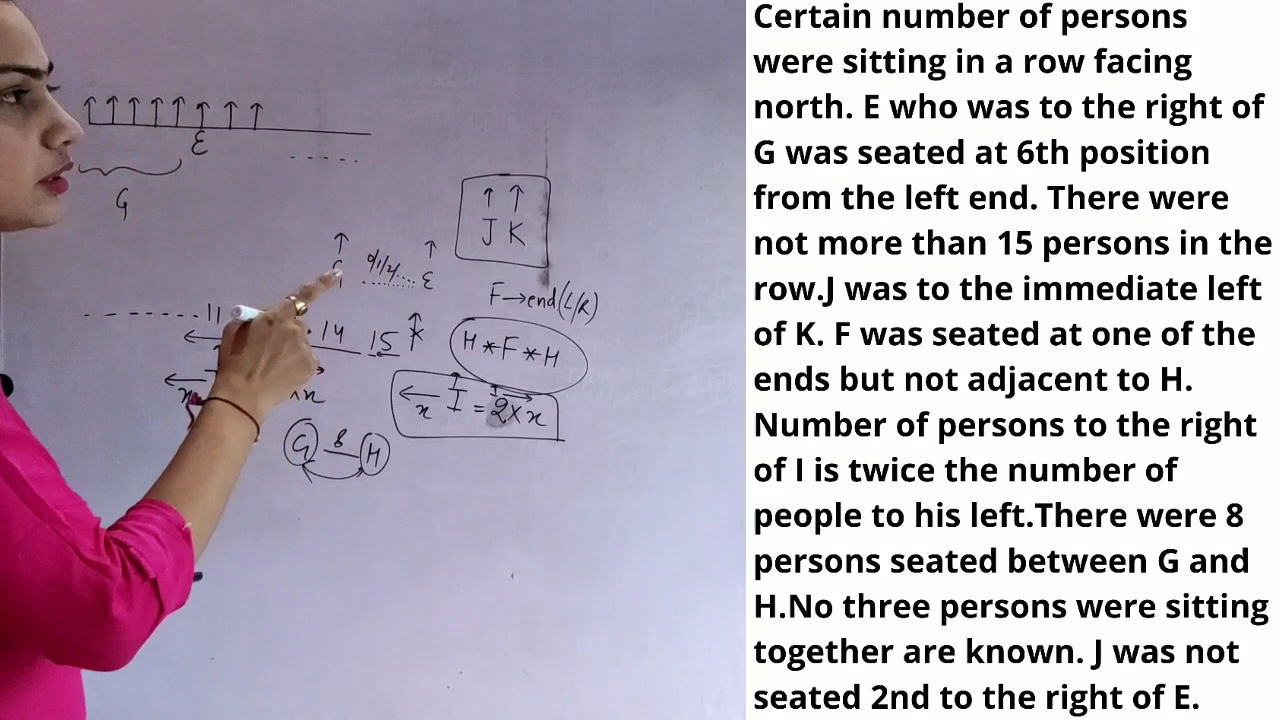 Certain number of persons
were sitting in a row facing
north. E who was to the right of
G was seated at 6th position
from the left end. There were
not more than 15 persons in the
row.J was to the immediate left
of K. F was seated at one of the
ends but not adjacent to H.
Number of persons to the right
of I is twice the number of
people to his left.There were 8
persons seated between G and
H.No three persons were sitting
together are known. J was not
seated 2nd to the right of E.
E
G
J K
0/1/2/.... E
F→end(L/R)
11
14 15 K
H*F*H
x I = 2×x
x
×x
G 8 H